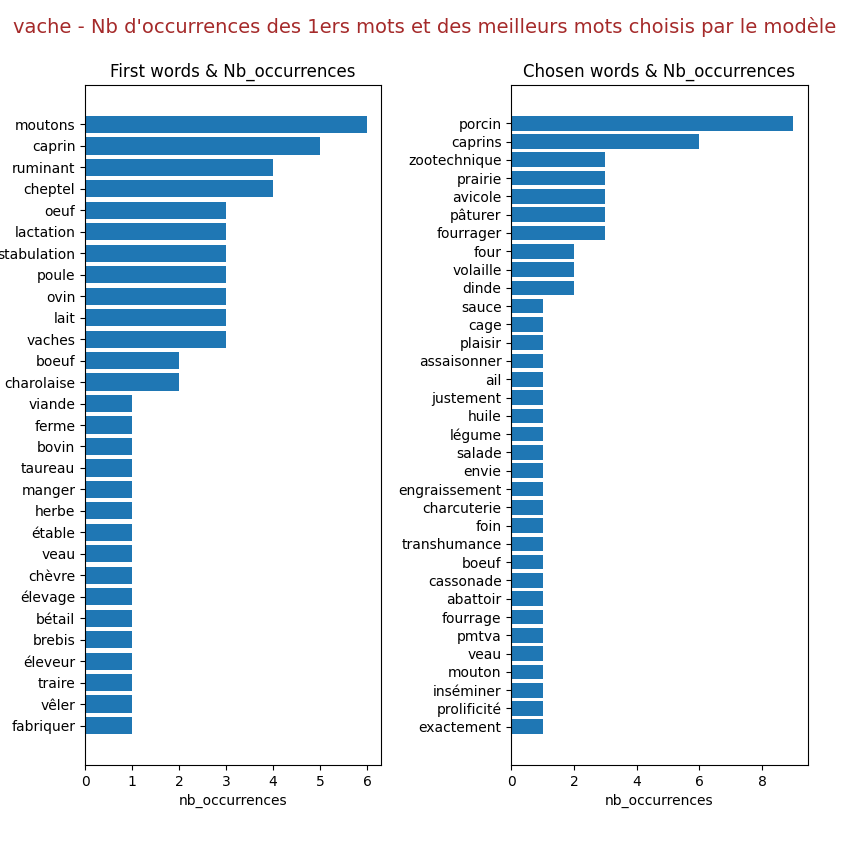 vache - Nb d'occurrences des 1ers mots et des meilleurs mots choisis par le modèle
First words & Nb_occurrences
moutons
caprin
ruminant
cheptel
oeuf
lactation
stabulation
poule
ovin
lait
vaches
boeuf
charolaise
viande
ferme
bovin
taureau
manger
herbe
étable
veau
chèvre
élevage
bétail
brebis
éleveur
traire
vêler
fabriquer
0 1 2 3 4 5 6
nb_occurrences
Chosen words & Nb_occurrences
porcin
caprins
zootechnique
prairie
avicole
pâturer
fourrager
four
volaille
dinde
sauce
cage
plaisir
assaisonner
ail
justement
huile
légume
salade
envie
engraissement
charcuterie
foin
transhumance
boeuf
cassonade
abattoir
fourrage
pmtva
veau
mouton
inséminer
prolificité
exactement
0 2 4 6 8
nb_occurrences